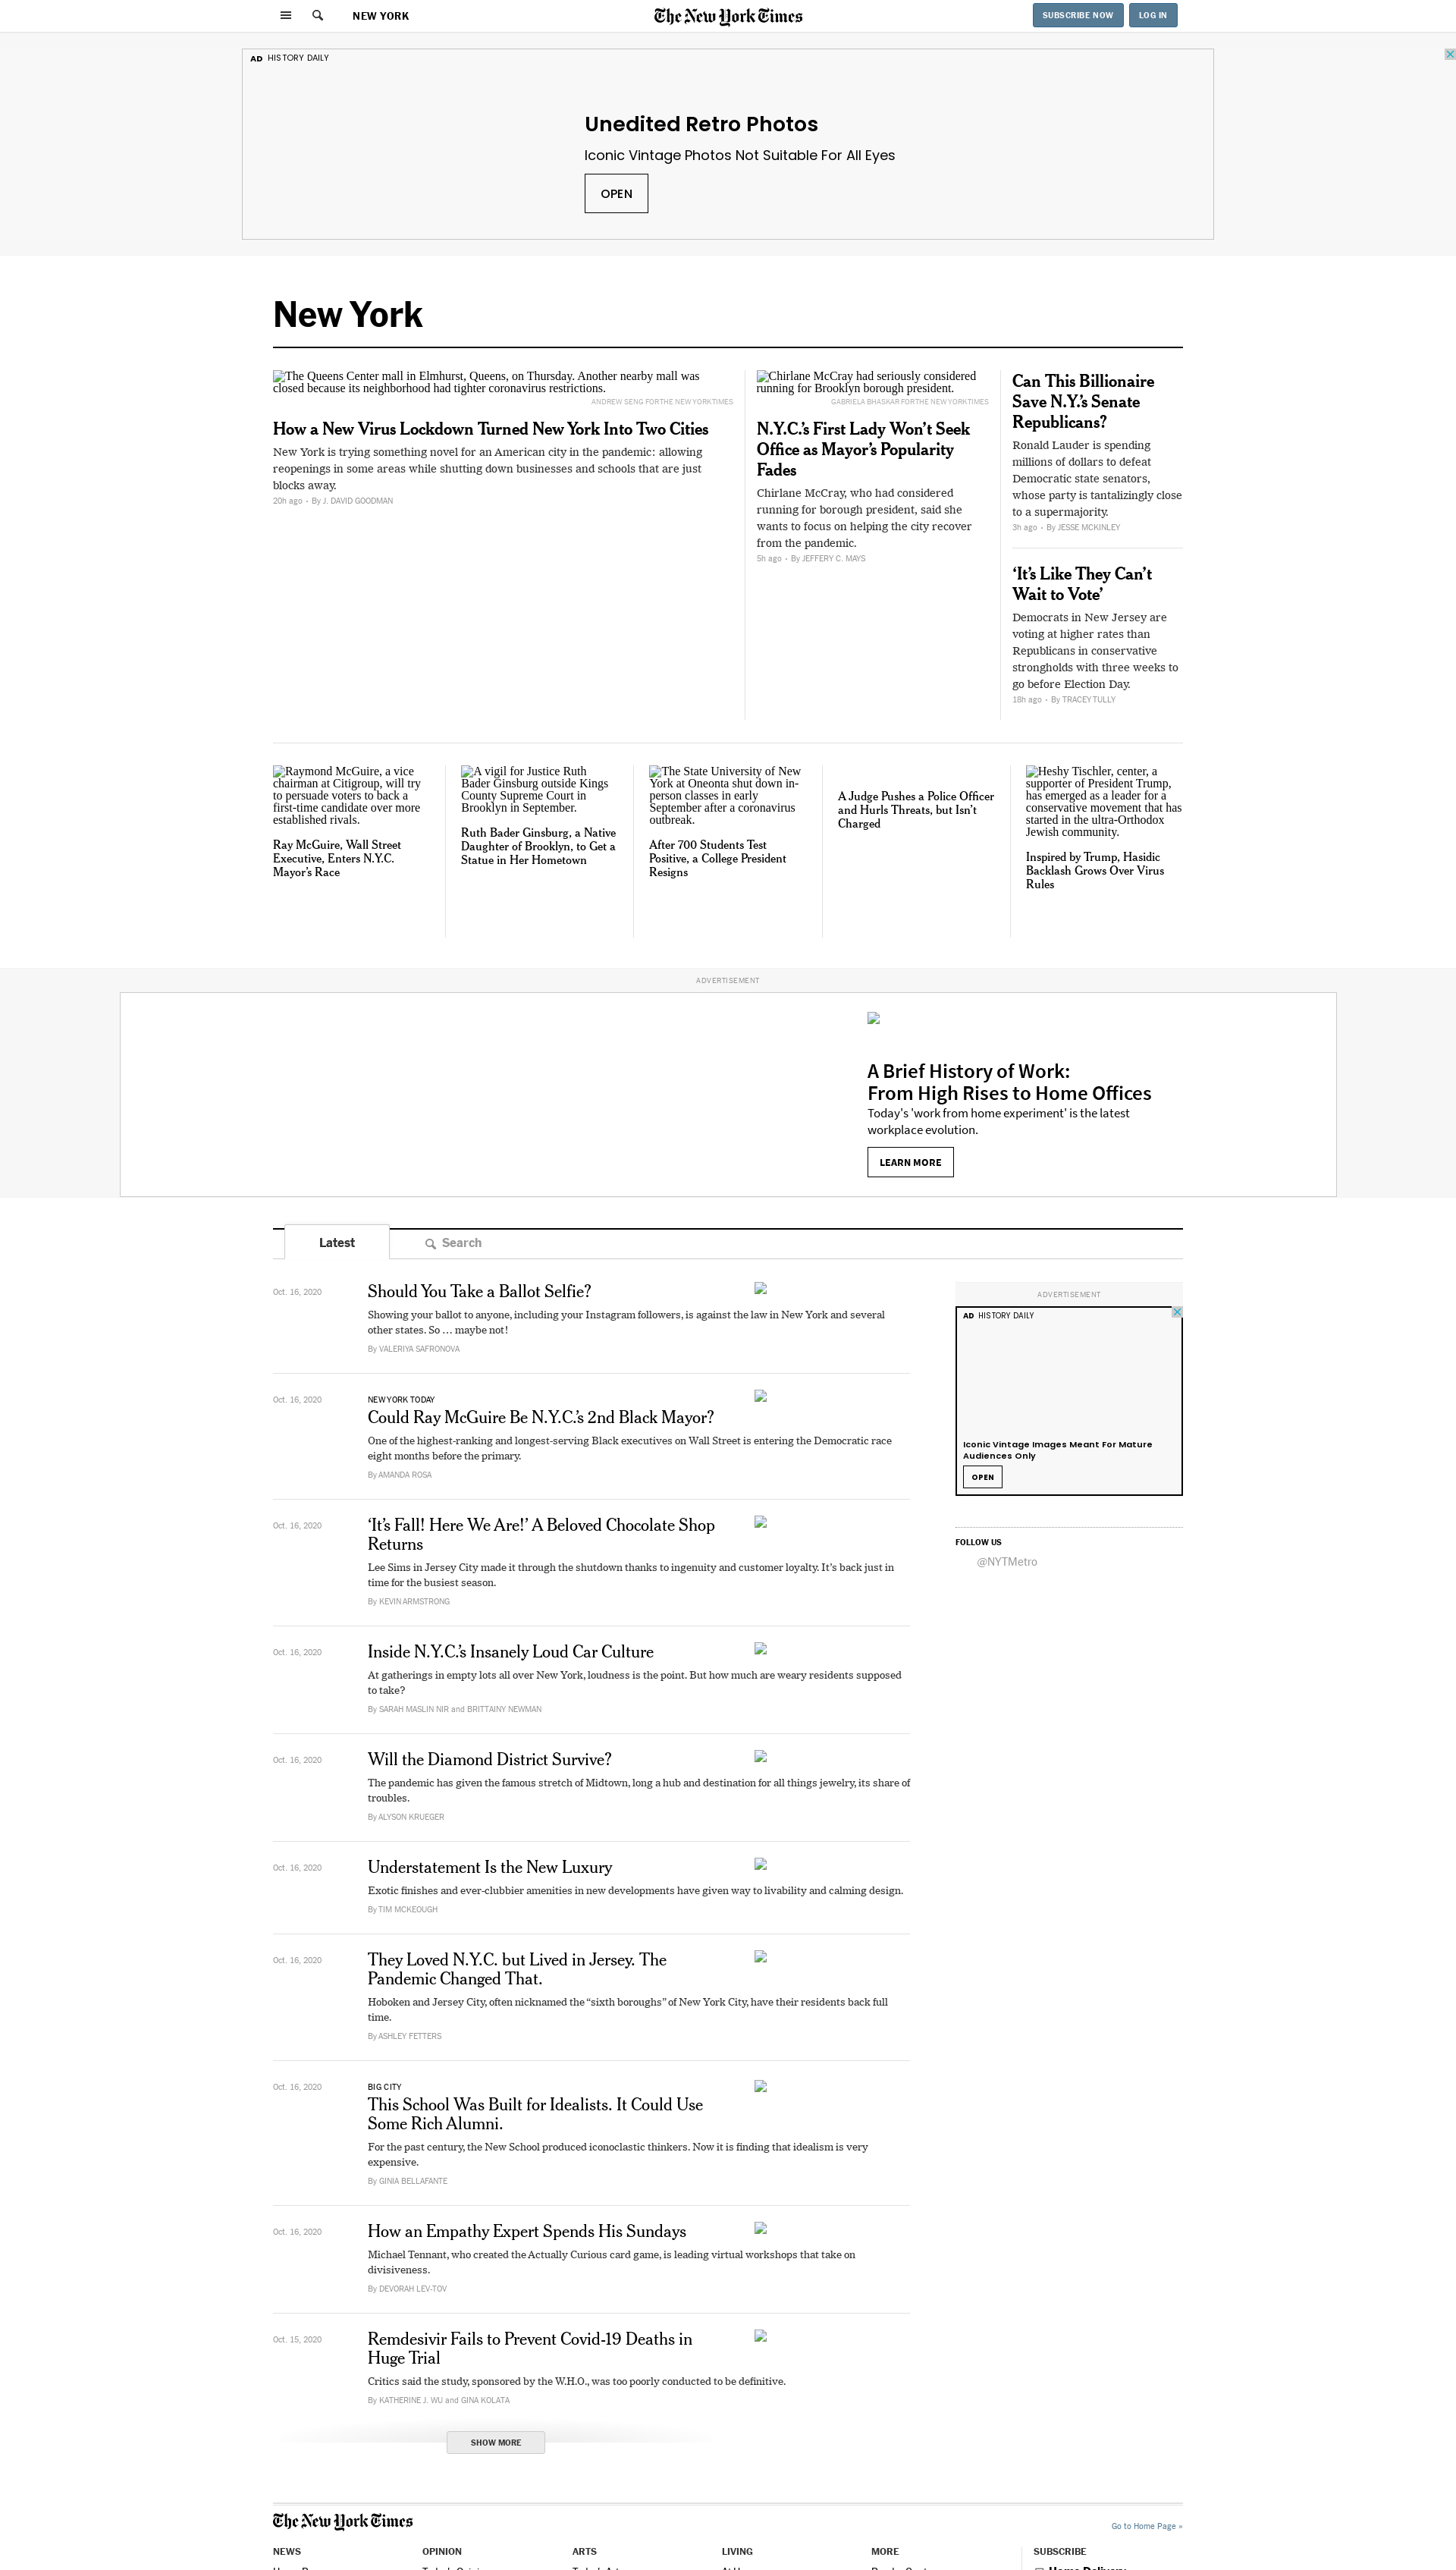 NEW YORK
The New York Times
SUBSCRIBE NOW
LOG IN
AD HISTORY DAILY
Unedited Retro Photos
Iconic Vintage Photos Not Suitable For All Eyes
OPEN
New York
The Queens Center mall in Elmhurst, Queens, on Thursday. Another nearby mall was
closed because its neighborhood had tighter coronavirus restrictions.
ANDREW SENG FOR THE NEW YORK TIMES
How a New Virus Lockdown Turned New York Into Two Cities
New York is trying something novel for an American city in the pandemic: allowing
reopenings in some areas while shutting down businesses and schools that are just
blocks away.
20h ago • By J. DAVID GOODMAN
Chirlane McCray had seriously considered
running for Brooklyn borough president.
GABRIELA BHASKAR FOR THE NEW YORK TIMES
N.Y.C.’s First Lady Won’t Seek
Office as Mayor’s Popularity
Fades
Chirlane McCray, who had considered
running for borough president, said she
wants to focus on helping the city recover
from the pandemic.
5h ago • By JEFFERY C. MAYS
Can This Billionaire
Save N.Y.’s Senate
Republicans?
Ronald Lauder is spending
millions of dollars to defeat
Democratic state senators,
whose party is tantalizingly close
to a supermajority.
3h ago • By JESSE MCKINLEY
‘It’s Like They Can’t
Wait to Vote’
Democrats in New Jersey are
voting at higher rates than
Republicans in conservative
strongholds with three weeks to
go before Election Day.
18h ago • By TRACEY TULLY
Raymond McGuire, a vice
chairman at Citigroup, will try
to persuade voters to back a
first-time candidate over more
established rivals.
Ray McGuire, Wall Street
Executive, Enters N.Y.C.
Mayor’s Race
A vigil for Justice Ruth
Bader Ginsburg outside Kings
County Supreme Court in
Brooklyn in September.
Ruth Bader Ginsburg, a Native
Daughter of Brooklyn, to Get a
Statue in Her Hometown
The State University of New
York at Oneonta shut down in-
person classes in early
September after a coronavirus
outbreak.
After 700 Students Test
Positive, a College President
Resigns
A Judge Pushes a Police Officer
and Hurls Threats, but Isn’t
Charged
Heshy Tischler, center, a
supporter of President Trump,
has emerged as a leader for a
conservative movement that has
started in the ultra-Orthodox
Jewish community.
Inspired by Trump, Hasidic
Backlash Grows Over Virus
Rules
ADVERTISEMENT
A Brief History of Work:
From High Rises to Home Offices
Today's 'work from home experiment' is the latest
workplace evolution.
LEARN MORE
Latest
Search
Oct. 16, 2020
Should You Take a Ballot Selfie?
Showing your ballot to anyone, including your Instagram followers, is against the law in New York and several
other states. So … maybe not!
By VALERIYA SAFRONOVA
Oct. 16, 2020
NEW YORK TODAY
Could Ray McGuire Be N.Y.C.’s 2nd Black Mayor?
One of the highest-ranking and longest-serving Black executives on Wall Street is entering the Democratic race
eight months before the primary.
By AMANDA ROSA
Oct. 16, 2020
‘It’s Fall! Here We Are!’ A Beloved Chocolate Shop
Returns
Lee Sims in Jersey City made it through the shutdown thanks to ingenuity and customer loyalty. It’s back just in
time for the busiest season.
By KEVIN ARMSTRONG
Oct. 16, 2020
Inside N.Y.C.’s Insanely Loud Car Culture
At gatherings in empty lots all over New York, loudness is the point. But how much are weary residents supposed
to take?
By SARAH MASLIN NIR and BRITTAINY NEWMAN
Oct. 16, 2020
Will the Diamond District Survive?
The pandemic has given the famous stretch of Midtown, long a hub and destination for all things jewelry, its share of
troubles.
By ALYSON KRUEGER
Oct. 16, 2020
Understatement Is the New Luxury
Exotic finishes and ever-clubbier amenities in new developments have given way to livability and calming design.
By TIM MCKEOUGH
Oct. 16, 2020
They Loved N.Y.C. but Lived in Jersey. The
Pandemic Changed That.
Hoboken and Jersey City, often nicknamed the “sixth boroughs” of New York City, have their residents back full
time.
By ASHLEY FETTERS
Oct. 16, 2020
BIG CITY
This School Was Built for Idealists. It Could Use
Some Rich Alumni.
For the past century, the New School produced iconoclastic thinkers. Now it is finding that idealism is very
expensive.
By GINIA BELLAFANTE
Oct. 16, 2020
How an Empathy Expert Spends His Sundays
Michael Tennant, who created the Actually Curious card game, is leading virtual workshops that take on
divisiveness.
By DEVORAH LEV-TOV
Oct. 15, 2020
Remdesivir Fails to Prevent Covid-19 Deaths in
Huge Trial
Critics said the study, sponsored by the W.H.O., was too poorly conducted to be definitive.
By KATHERINE J. WU and GINA KOLATA
SHOW MORE
ADVERTISEMENT
AD HISTORY DAILY
Iconic Vintage Images Meant For Mature
Audiences Only
OPEN
FOLLOW US
@NYTMetro
The New York Times
Go to Home Page »
NEWS
OPINION
ARTS
LIVING
MORE
SUBSCRIBE